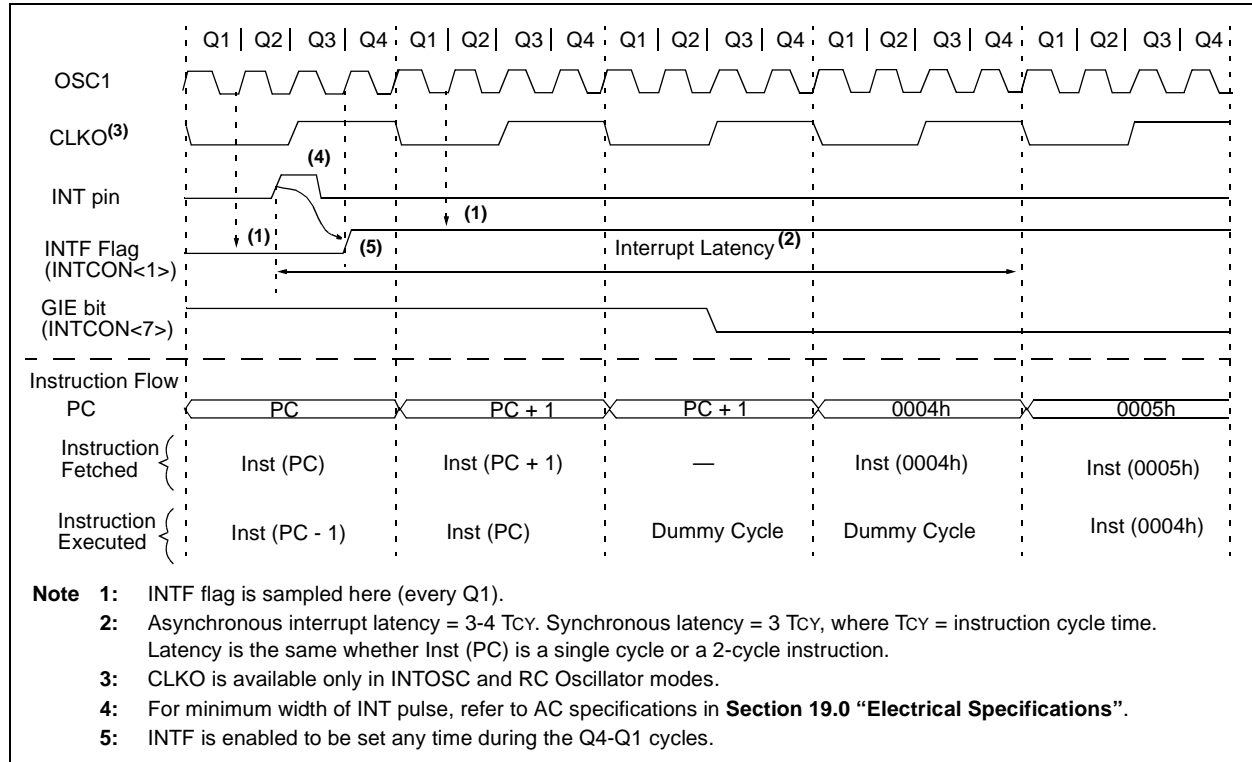 Q1 | Q2 | Q3 | Q4 Q1 | Q2 | Q3 | Q4 Q1 | Q2 | Q3 | Q4 Q1 | Q2 | Q3 | Q4 Q1 | Q2 | Q3 | Q4
OSC1
CLKO(3)
(4)
INT pin
(1)
(1)
(5)
INTF Flag
(INTCON<1>)
Interrupt Latency(2)
GIE bit
(INTCON<7>)
Instruction Flow
PC PC PC + 1 PC + 1 0004h 0005h
Instruction
Fetched
Inst (PC) Inst (PC + 1) — Inst (0004h) Inst (0005h)
Instruction
Executed
Inst (PC - 1) Inst (PC) Dummy Cycle Dummy Cycle Inst (0004h)
Note 1: INTF flag is sampled here (every Q1).
2: Asynchronous interrupt latency = 3-4 TCY. Synchronous latency = 3 TCY, where TCY = instruction cycle time.
Latency is the same whether Inst (PC) is a single cycle or a 2-cycle instruction.
3: CLKO is available only in INTOSC and RC Oscillator modes.
4: For minimum width of INT pulse, refer to AC specifications in Section 19.0 “Electrical Specifications”.
5: INTF is enabled to be set any time during the Q4-Q1 cycles.